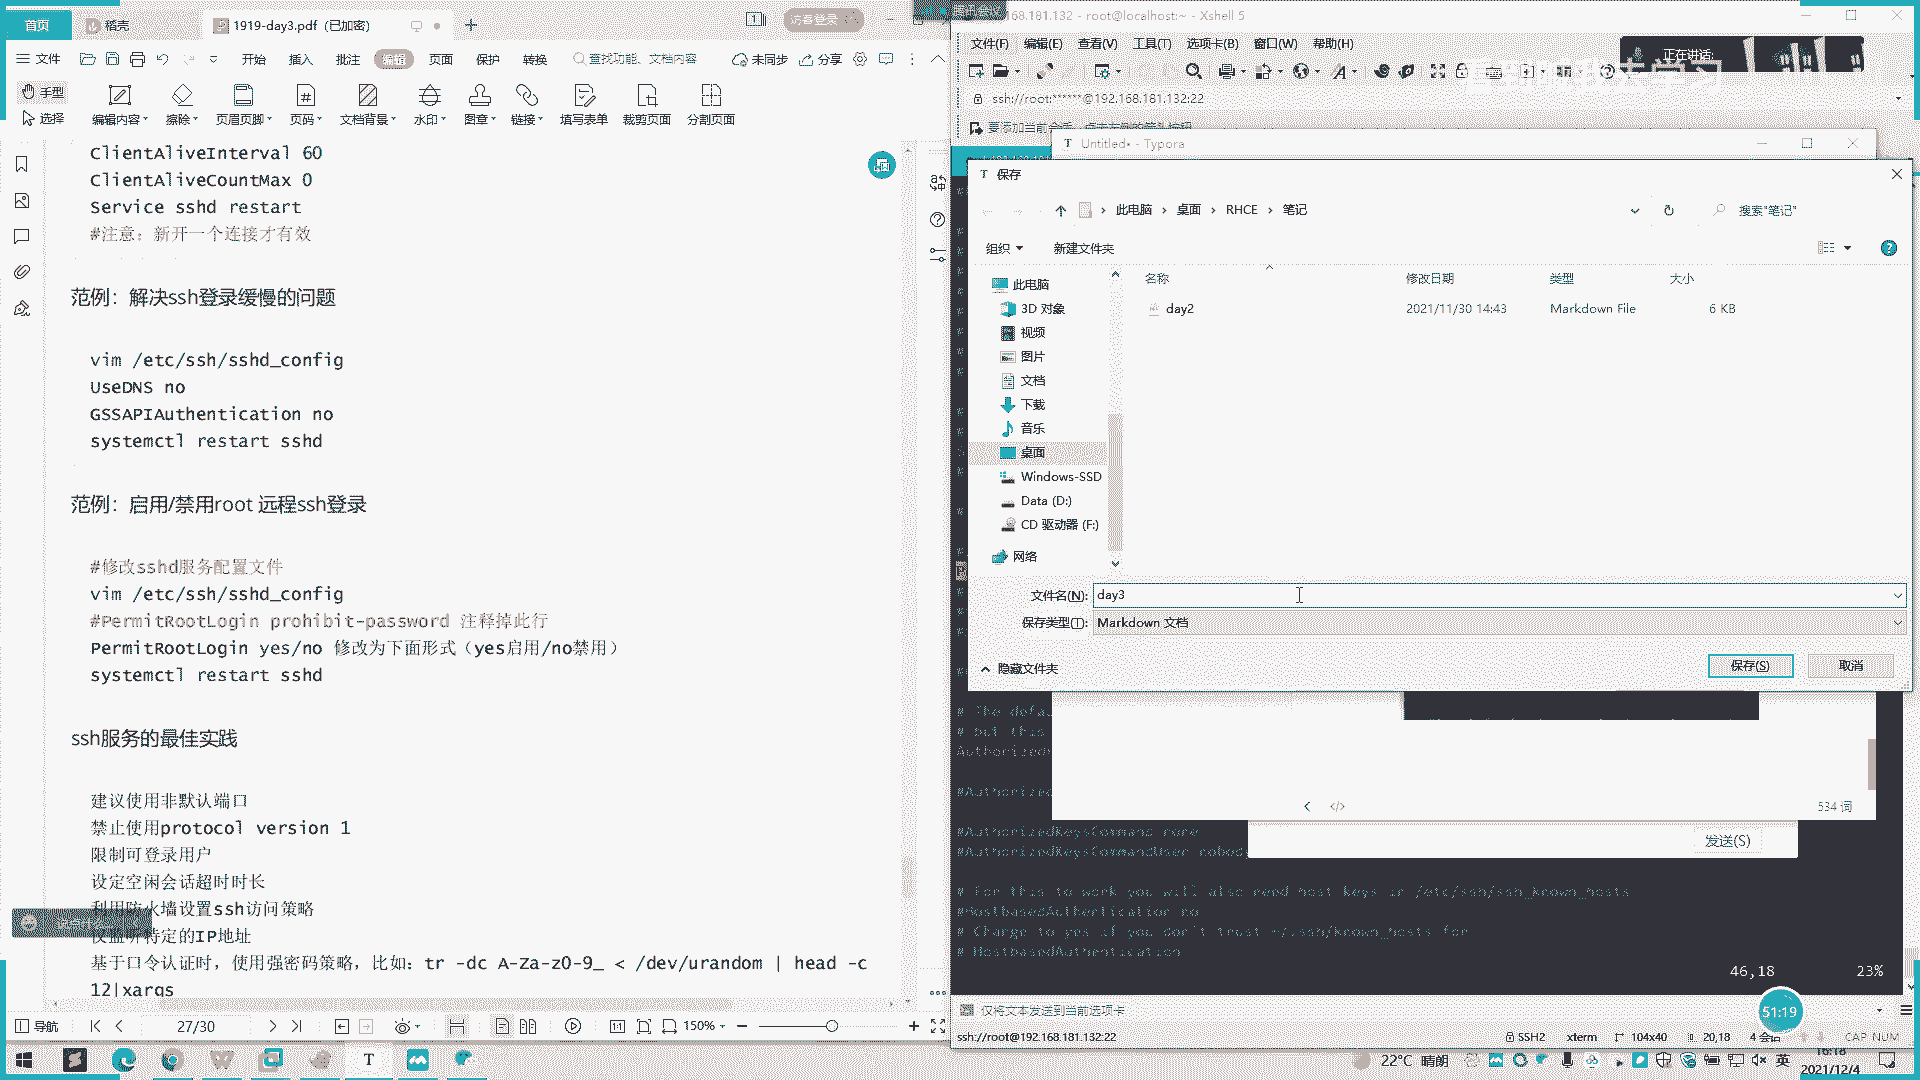 首页
稻壳
1919-day3.pdf（已加密）
访客登录
文件
开始
插入
批注
编辑
页面
保护
转换
查找功能、文档内容
未同步
分享
手型
选择
编辑内容
擦除
页眉页脚
页码
文档背景
水印
图章
链接
填写表单
裁剪页面
分割页面
ClientAliveInterval 60
ClientAliveCountMax 0
Service sshd restart
#注意：新开一个连接才有效
范例：解决ssh登录缓慢的问题
vim /etc/ssh/sshd_config
UseDNS no
GSSAPIAuthentication no
systemctl restart sshd
范例：启用/禁用root 远程ssh登录
#修改sshd服务配置文件
vim /etc/ssh/sshd_config
#PermitRootLogin prohibit-password 注释掉此行
PermitRootLogin yes/no 修改为下面形式（yes启用/no禁用）
systemctl restart sshd
ssh服务的最佳实践
建议使用非默认端口
禁止使用protocol version 1
限制可登录用户
设定空闲会话超时时长
利用防火墙设置ssh访问策略
仅监听特定的IP地址
基于口令认证时，使用强密码策略，比如：tr -dc A-Za-z0-9_ < /dev/urandom | head -c
12|xargs
导航
27/30
150%
168.181.132 - root@localhost:~ - Xshell 5
文件(F)
编辑(E)
查看(V)
工具(T)
选项卡(B)
窗口(W)
帮助(H)
正在讲话:
ssh://root:******@192.168.181.132:22
Untitled• - Typora
保存
此电脑
桌面
RHCE
笔记
搜索"笔记"
组织
新建文件夹
名称
修改日期
类型
大小
此电脑
3D 对象
视频
图片
文档
下载
音乐
桌面
Windows-SSD
Data (D:)
CD 驱动器 (F:)
网络
day2
2021/11/30 14:43
Markdown File
6 KB
文件名(N):
day3
保存类型(T):
Markdown 文档
隐藏文件夹
保存(S)
取消
# The defa
# but this
Authorized
#Authorized
#AuthorizedKeysCommand none
#AuthorizedKeysCommandUser nobody
534 词
发送(S)
# For this to work you will also need host keys in /etc/ssh/ssh_known_hosts
#HostbasedAuthentication no
# Change to yes if you don't trust ~/.ssh/known_hosts for
# HostbasedAuthentication
46,18
23%
仅将文本发送到当前选项卡
51:19
ssh://root@192.168.181.132:22
SSH2
xterm
104x40
20,18
4 会话
CAP NUM
22°C 晴朗
英
16:18
2021/12/4